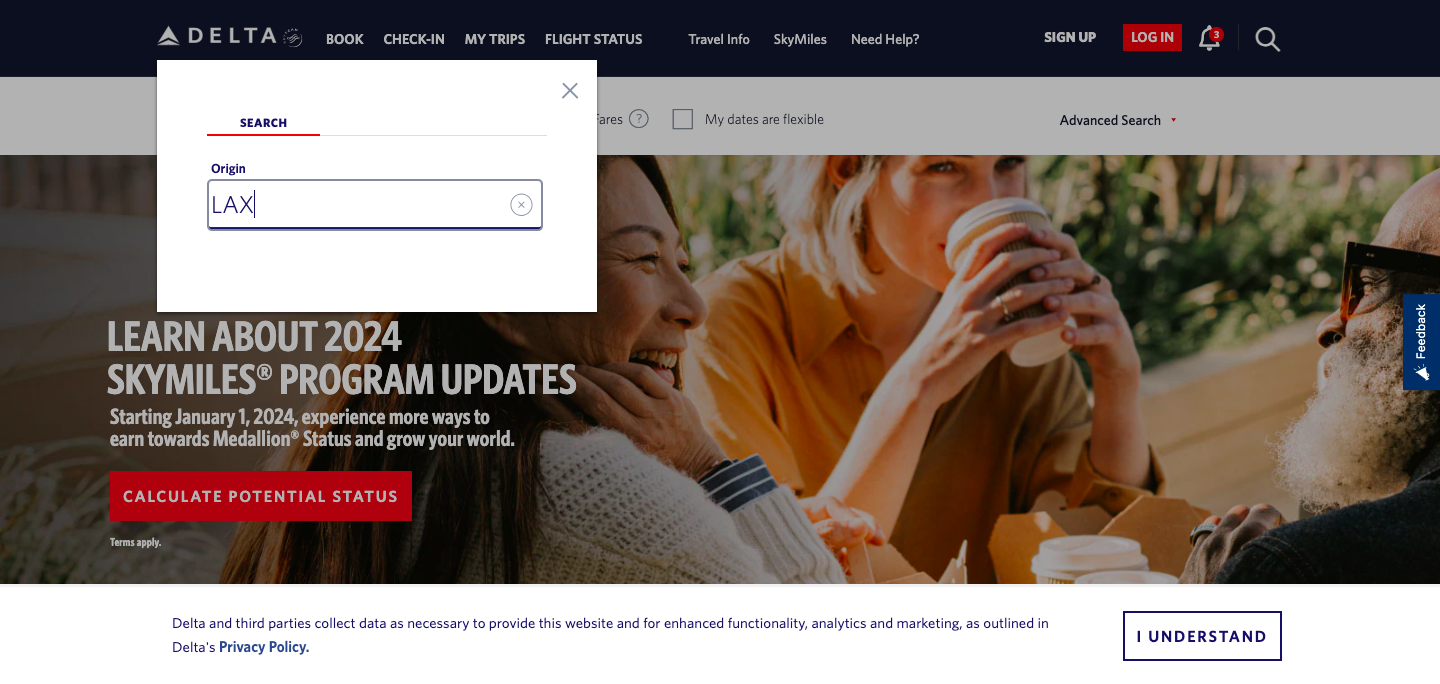 DELTA
BOOK CHECK-IN MY TRIPS FLIGHT STATUS Travel Info SkyMiles Need Help? SIGN UP LOG IN 3
SEARCH
Fares ? My dates are flexible Advanced Search
Origin
LAX
Feedback
LEARN ABOUT 2024
SKYMILES® PROGRAM UPDATES
Starting January 1, 2024, experience more ways to
earn towards Medallion® Status and grow your world.
CALCULATE POTENTIAL STATUS
Terms apply.
Delta and third parties collect data as necessary to provide this website and for enhanced functionality, analytics and marketing, as outlined in
Delta's Privacy Policy.
I UNDERSTAND